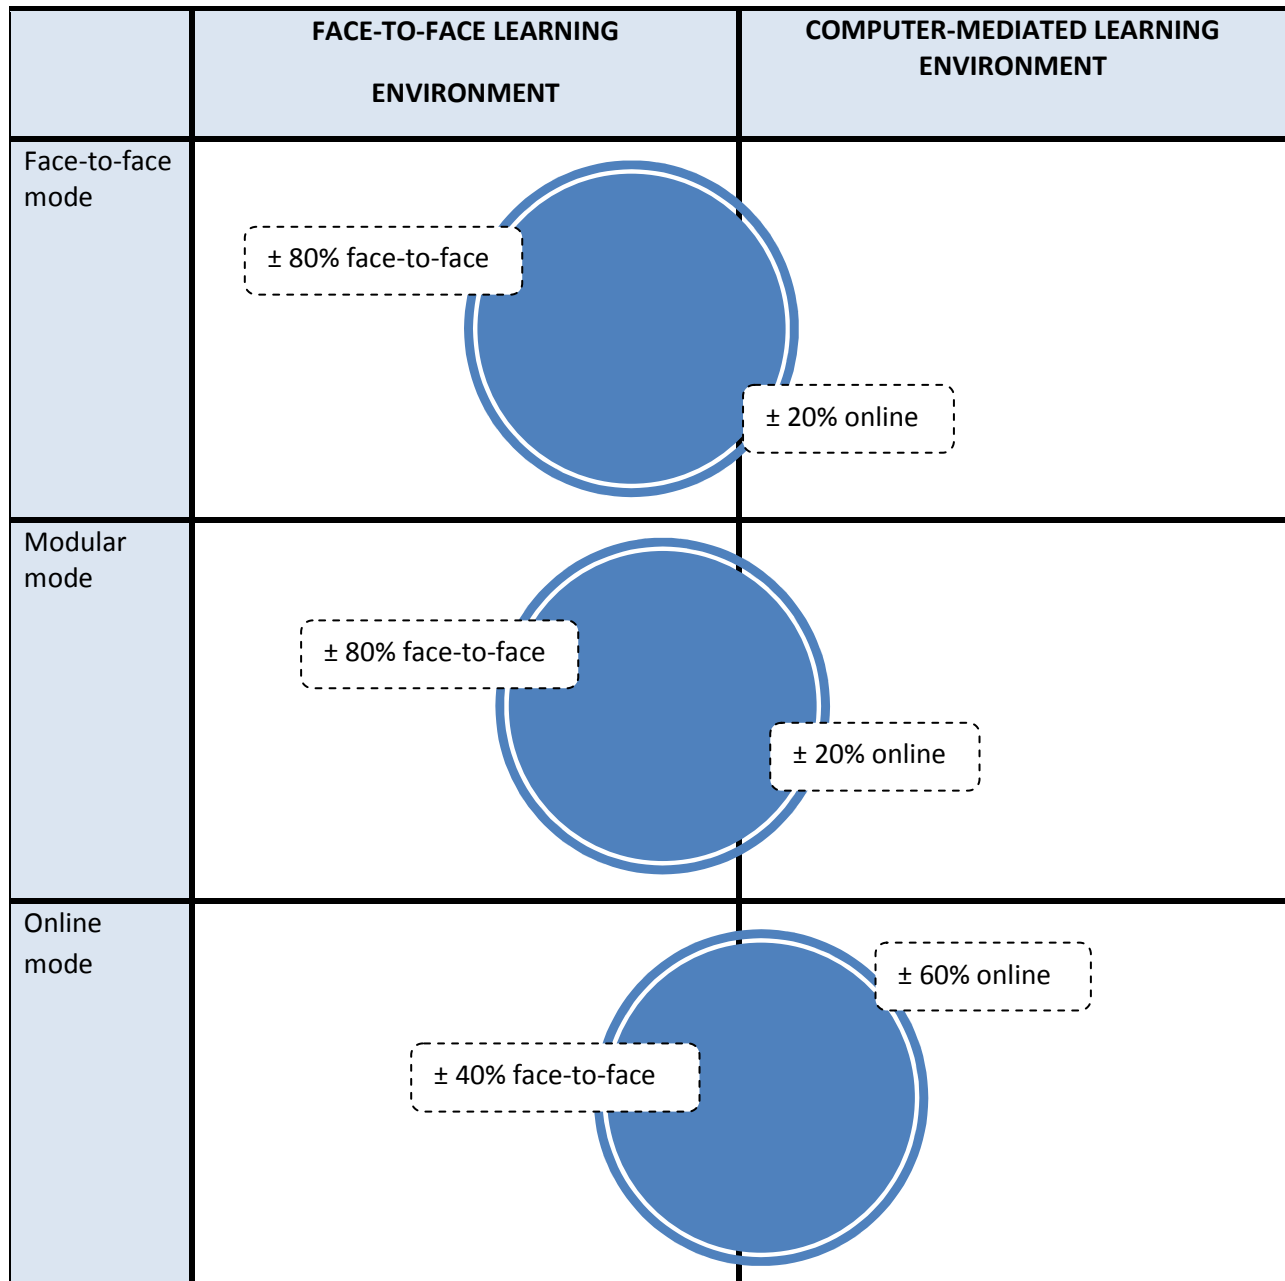 FACE-TO-FACE LEARNING
ENVIRONMENT
COMPUTER-MEDIATED LEARNING
ENVIRONMENT
Face-to-face
mode
± 80% face-to-face
± 20% online
Modular
mode
± 80% face-to-face
± 20% online
Online
mode
± 60% online
± 40% face-to-face